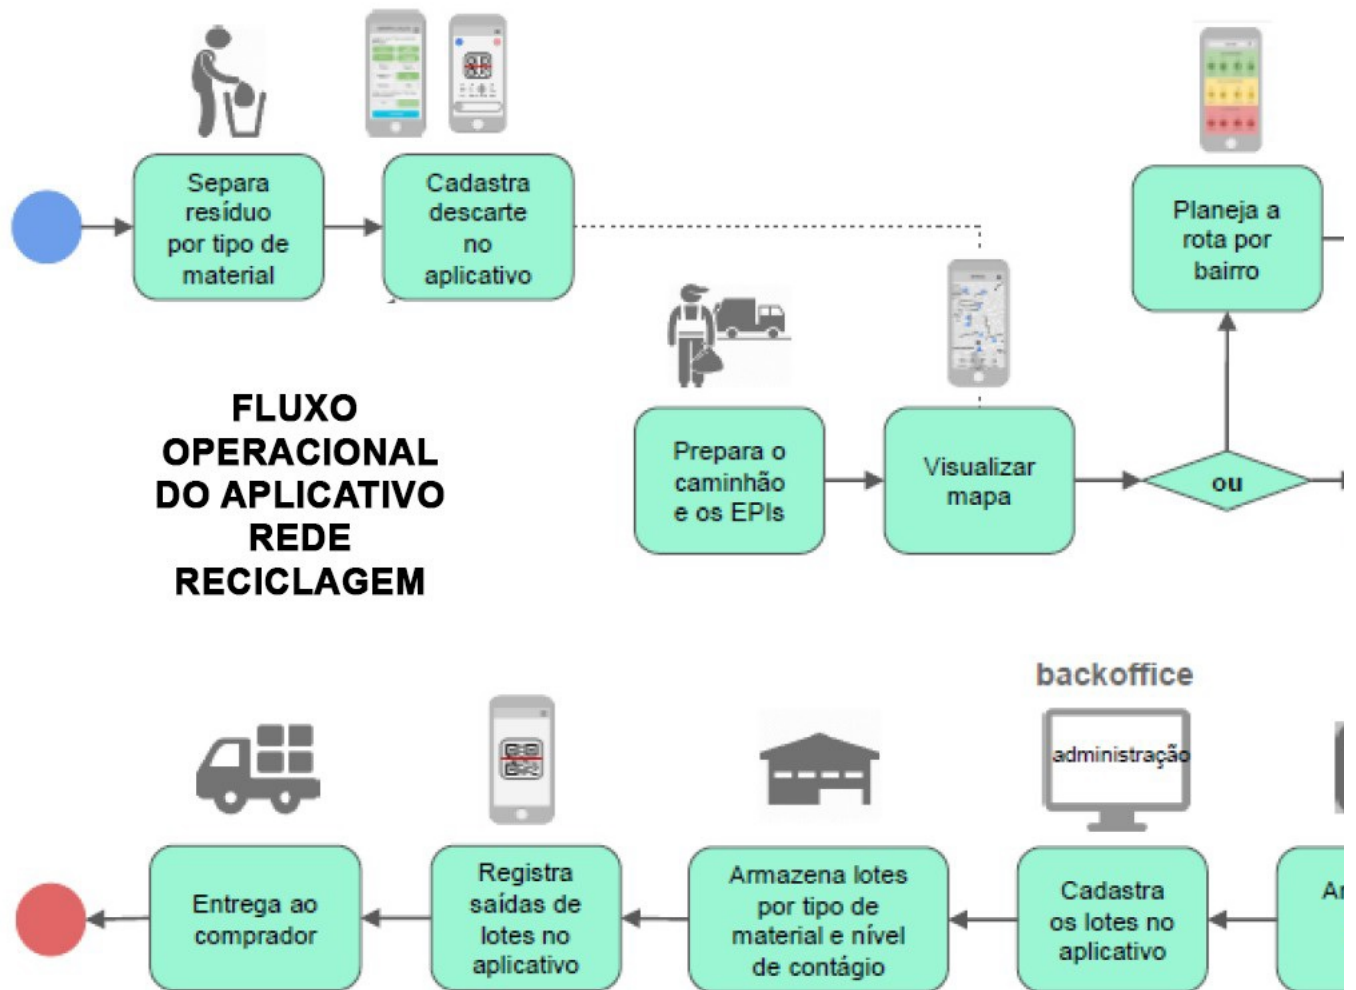 Separa
resíduo
por tipo de
material
Cadastra
descarte
no
aplicativo
Planeja a
rota por
bairro
FLUXO
OPERACIONAL
DO APLICATIVO
REDE
RECICLAGEM
Prepara o
caminhão
e os EPIs
Visualizar
mapa
ou
backoffice
administração
Entrega ao
comprador
Registra
saídas de
lotes no
aplicativo
Armazena lotes
por tipo de
material e nível
de contágio
Cadastra
os lotes no
aplicativo